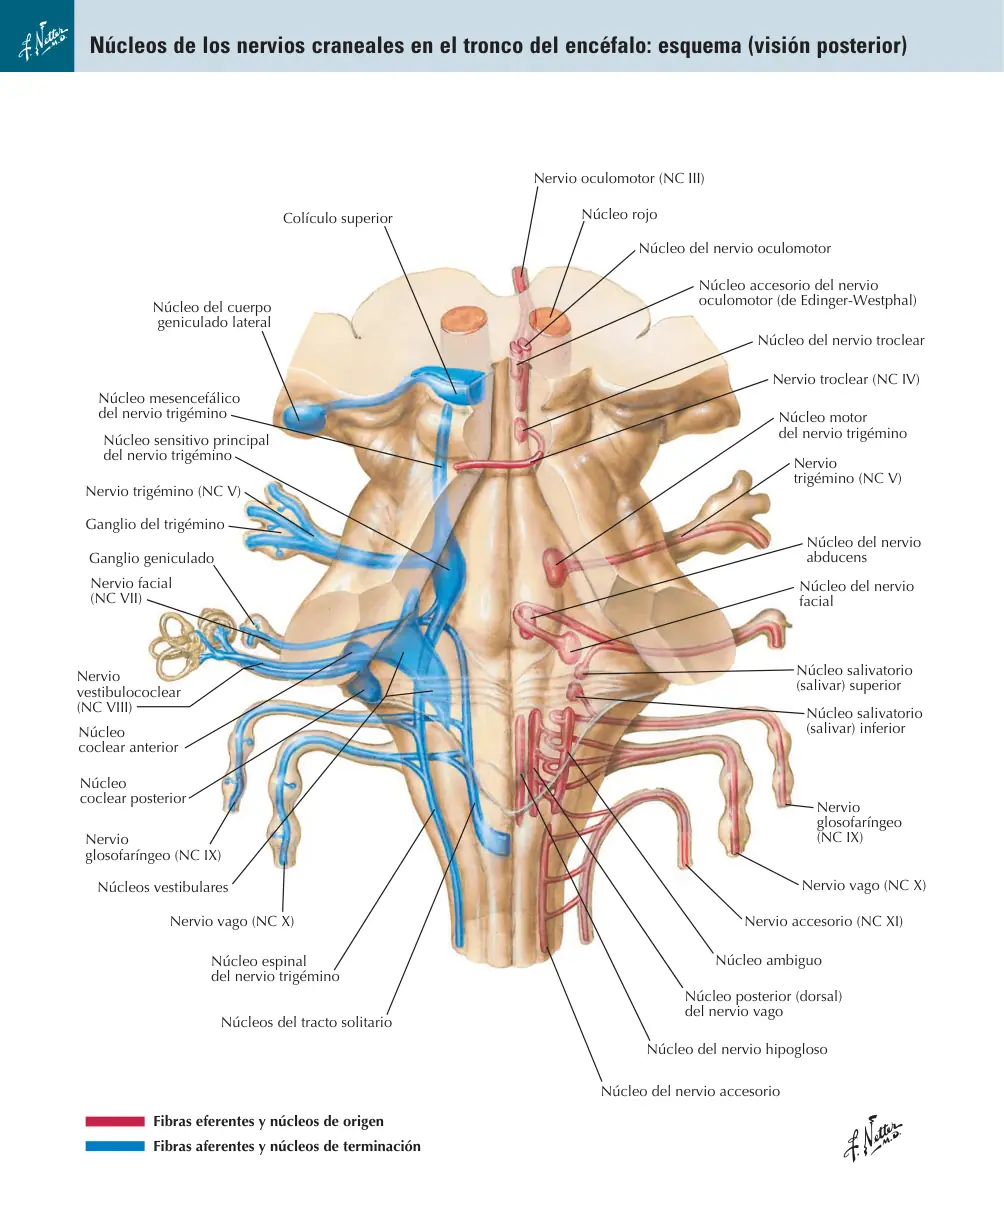 F. Netter M.D.
Núcleos de los nervios craneales en el tronco del encéfalo: esquema (visión posterior)
Nervio oculomotor (NC III)
Colículo superior
Núcleo rojo
Núcleo del nervio oculomotor
Núcleo accesorio del nervio
oculomotor (de Edinger-Westphal)
Núcleo del cuerpo
geniculado lateral
Núcleo del nervio troclear
Nervio troclear (NC IV)
Núcleo mesencefálico
del nervio trigémino
Núcleo motor
del nervio trigémino
Núcleo sensitivo principal
del nervio trigémino
Nervio
trigémino (NC V)
Nervio trigémino (NC V)
Ganglio del trigémino
Núcleo del nervio
abducens
Ganglio geniculado
Nervio facial
(NC VII)
Núcleo del nervio
facial
Núcleo salivatorio
(salivar) superior
Nervio
vestibulococlear
(NC VIII)
Núcleo salivatorio
(salivar) inferior
Núcleo
coclear anterior
Núcleo
coclear posterior
Nervio
glosofaríngeo
(NC IX)
Nervio
glosofaríngeo (NC IX)
Núcleos vestibulares
Nervio vago (NC X)
Nervio vago (NC X)
Nervio accesorio (NC XI)
Núcleo espinal
del nervio trigémino
Núcleo ambiguo
Núcleo posterior (dorsal)
del nervio vago
Núcleos del tracto solitario
Núcleo del nervio hipogloso
Núcleo del nervio accesorio
Fibras eferentes y núcleos de origen
Fibras aferentes y núcleos de terminación
F. Netter M.D.